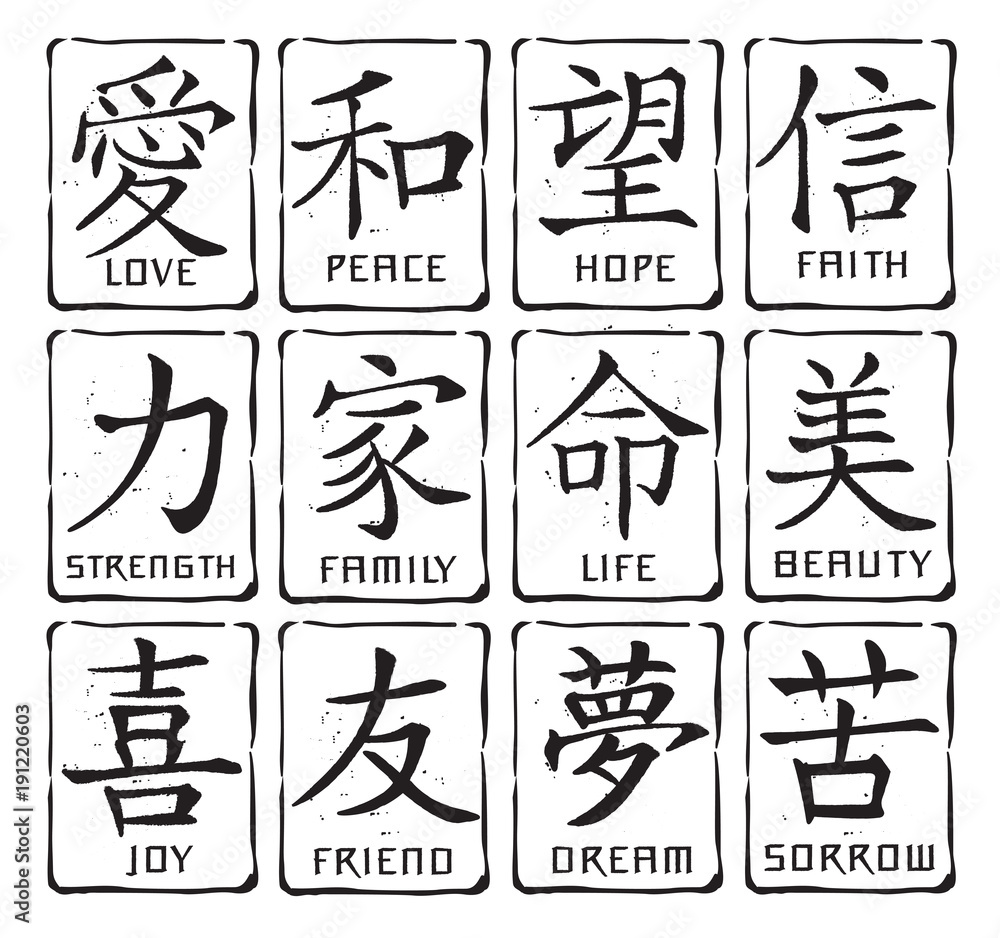 愛 和 望 信
LOVE PEACE HOPE FAITH
力 家 命 美
STRENGTH FAMILY LIFE BEAUTY
喜 友 夢 苦
JOY FRIEND DREAM SORROW
Adobe Stock | #191220603